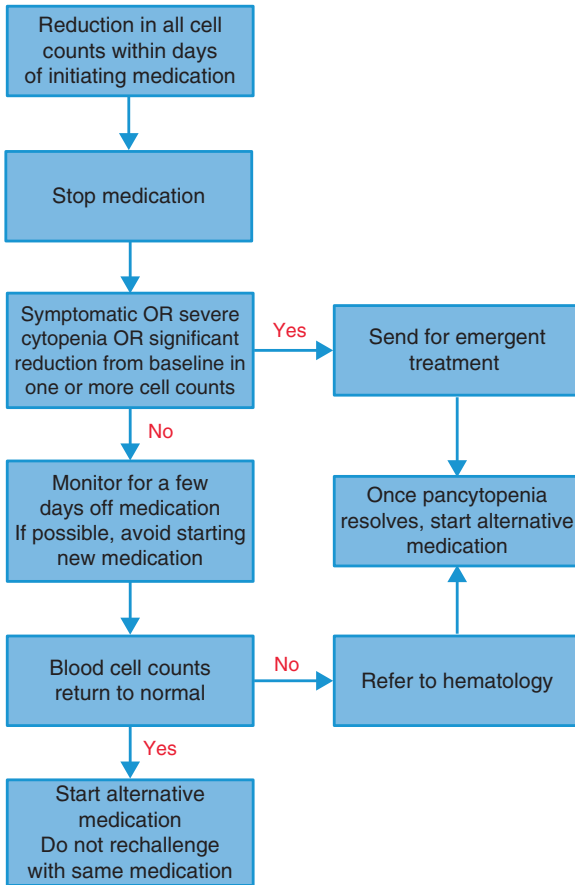 Reduction in all cell
counts within days
of initiating medication
Stop medication
Symptomatic OR severe
cytopenia OR significant
reduction from baseline in
one or more cell counts
Yes
Send for emergent
treatment
No
Monitor for a few
days off medication
If possible, avoid starting
new medication
Once pancytopenia
resolves, start alternative
medication
Blood cell counts
return to normal
No
Refer to hematology
Yes
Start alternative
medication
Do not rechallenge
with same medication